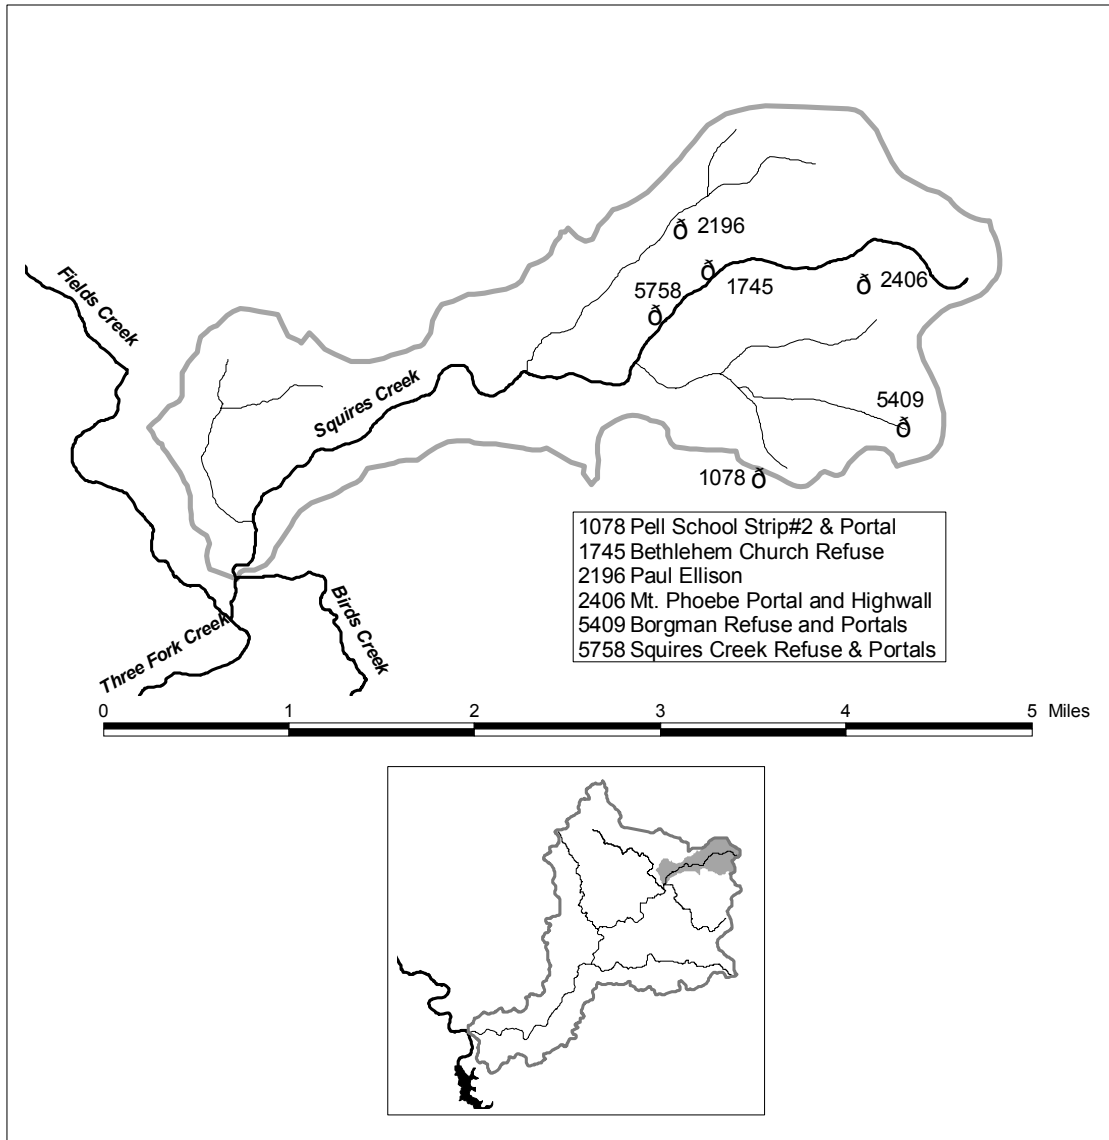 2196
ð
ð
Fields Creek
5758
ð
1745
ð
2406
ð
Squires Creek
5409
ð
1078 ð
1078 Pell School Strip#2 & Portal
1745 Bethlehem Church Refuse
2196 Paul Ellison
2406 Mt. Phoebe Portal and Highwall
5409 Borgman Refuse and Portals
5758 Squires Creek Refuse & Portals
Birds Creek
Three Fork Creek
0 1 2 3 4 5 Miles